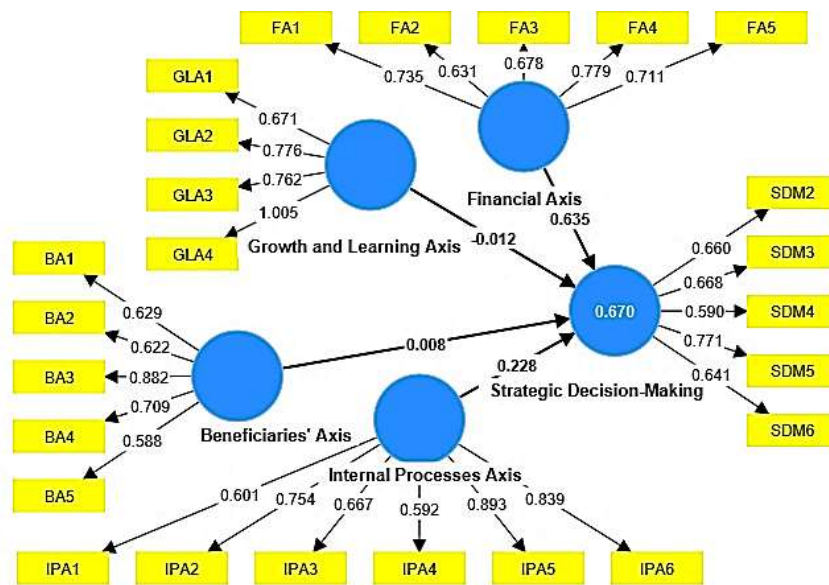 FA1 FA2 FA3 FA4 FA5
0.735 0.631 0.678 0.779 0.711
GLA1
0.671
GLA2
0.776
GLA3
0.762
GLA4
1.005
Growth and Learning Axis
Financial Axis
0.635
-0.012
SDM2
0.660
SDM3
0.668
SDM4
0.590
SDM5
0.771
SDM6
0.641
0.670
Strategic Decision-Making
BA1
0.629
BA2
0.622
BA3
0.882
BA4
0.709
BA5
0.588
Beneficiaries' Axis
0.008
0.228
Internal Processes Axis
0.601 0.754 0.667 0.592 0.893 0.839
IPA1 IPA2 IPA3 IPA4 IPA5 IPA6